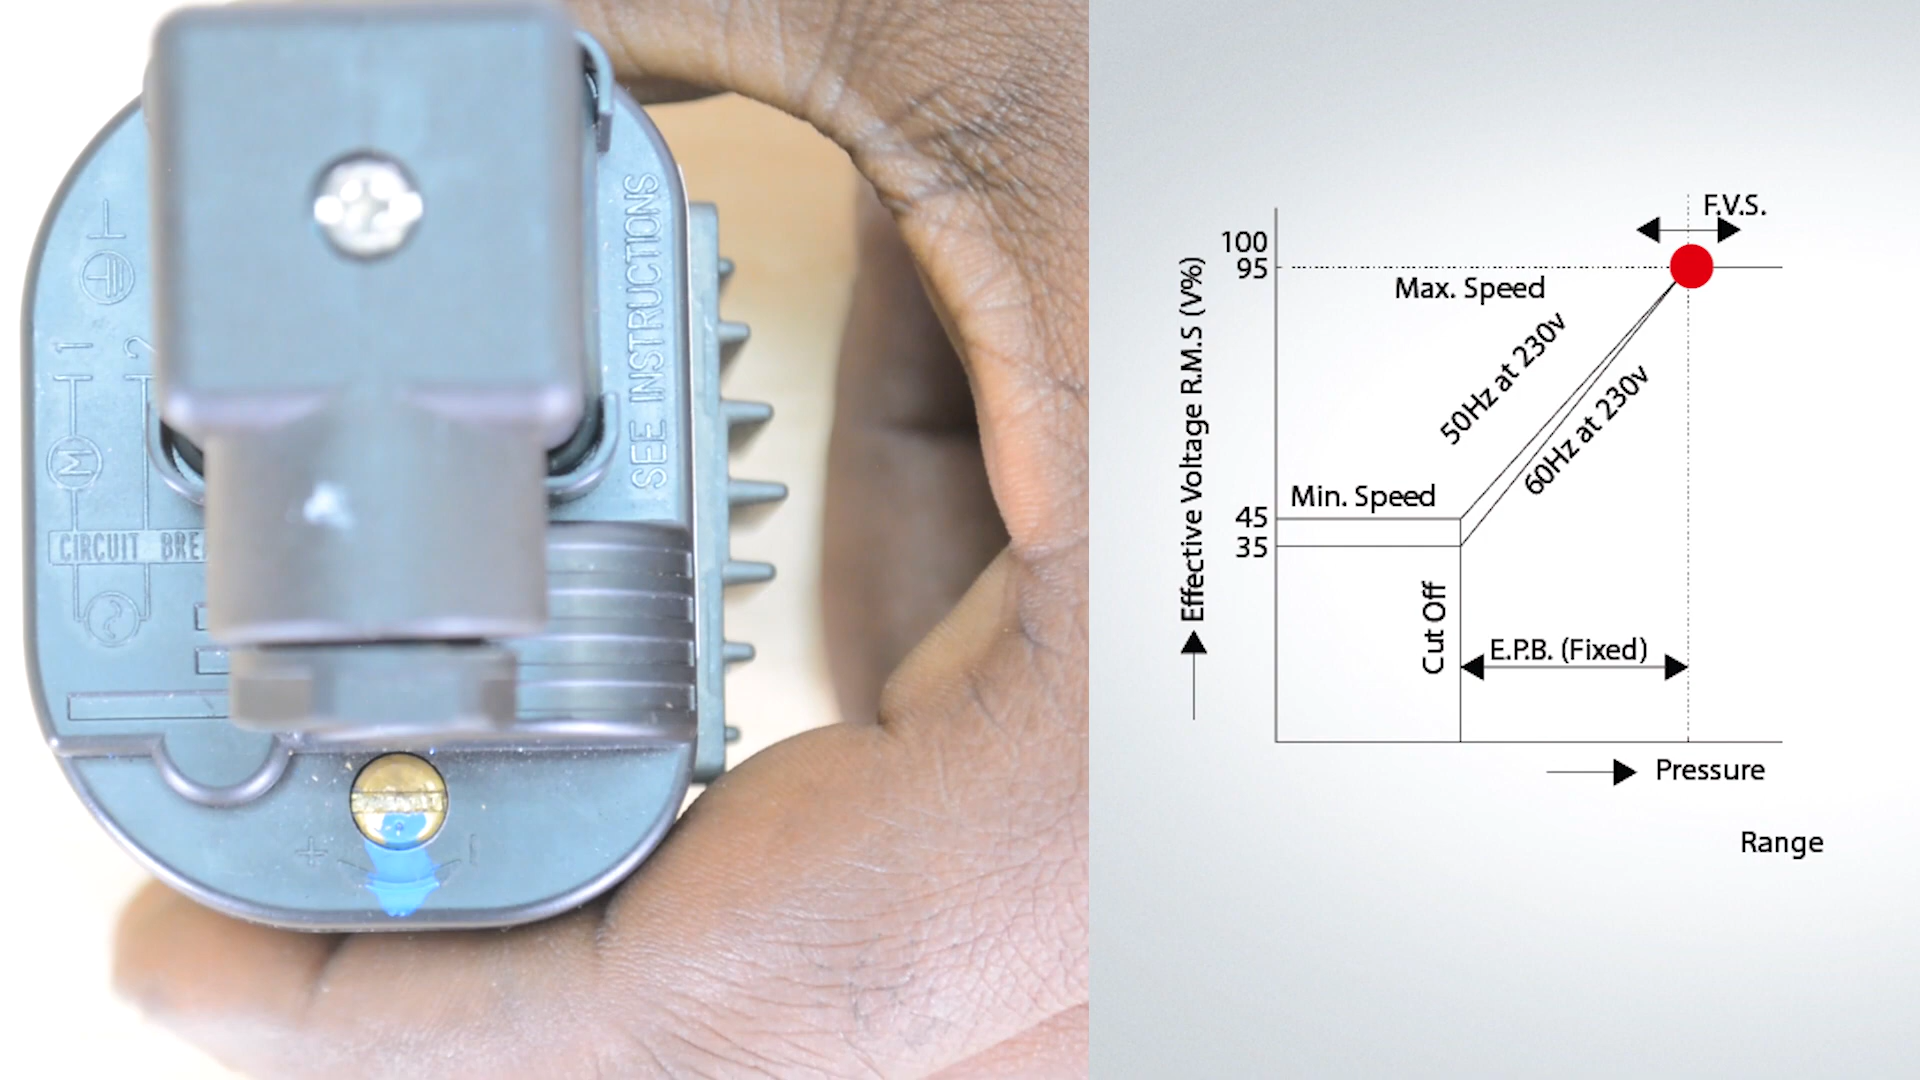 1
2
M
SEE INSTRUCTIONS
CIRCUIT
+
F.V.S.
100
95
Max. Speed
50Hz at 230v
60Hz at 230v
Effective Voltage R.M.S (V%)
Min. Speed
45
35
Cut Off
E.P.B. (Fixed)
Pressure
Range